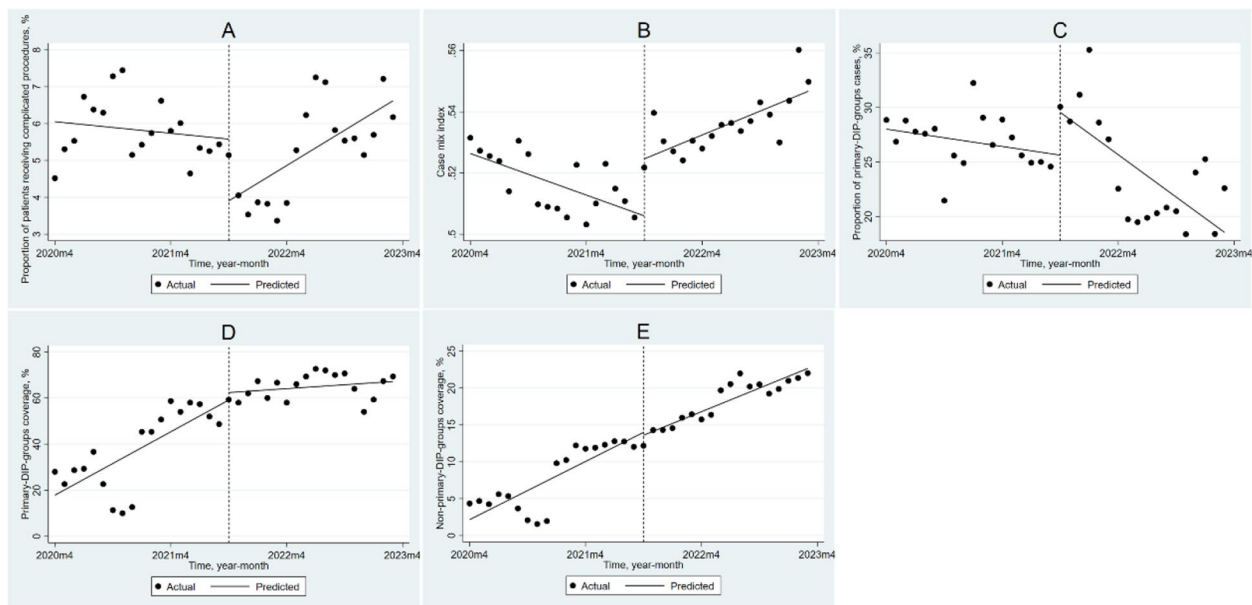 A
Proportion of patients receiving complicated procedures, %
8
7
6
5
4
3
2020m4
2021m4
2022m4
2023m4
Time, year-month
Actual
Predicted
B
Case mix index
.56
.54
.52
.5
2020m4
2021m4
2022m4
2023m4
Time, year-month
Actual
Predicted
C
Proportion of primary-DIP-groups cases, %
35
30
25
20
2020m4
2021m4
2022m4
2023m4
Time, year-month
Actual
Predicted
D
Primary-DIP-groups coverage, %
80
60
40
20
0
2020m4
2021m4
2022m4
2023m4
Time, year-month
Actual
Predicted
E
Non-primary-DIP-groups coverage, %
25
20
15
10
5
0
2020m4
2021m4
2022m4
2023m4
Time, year-month
Actual
Predicted